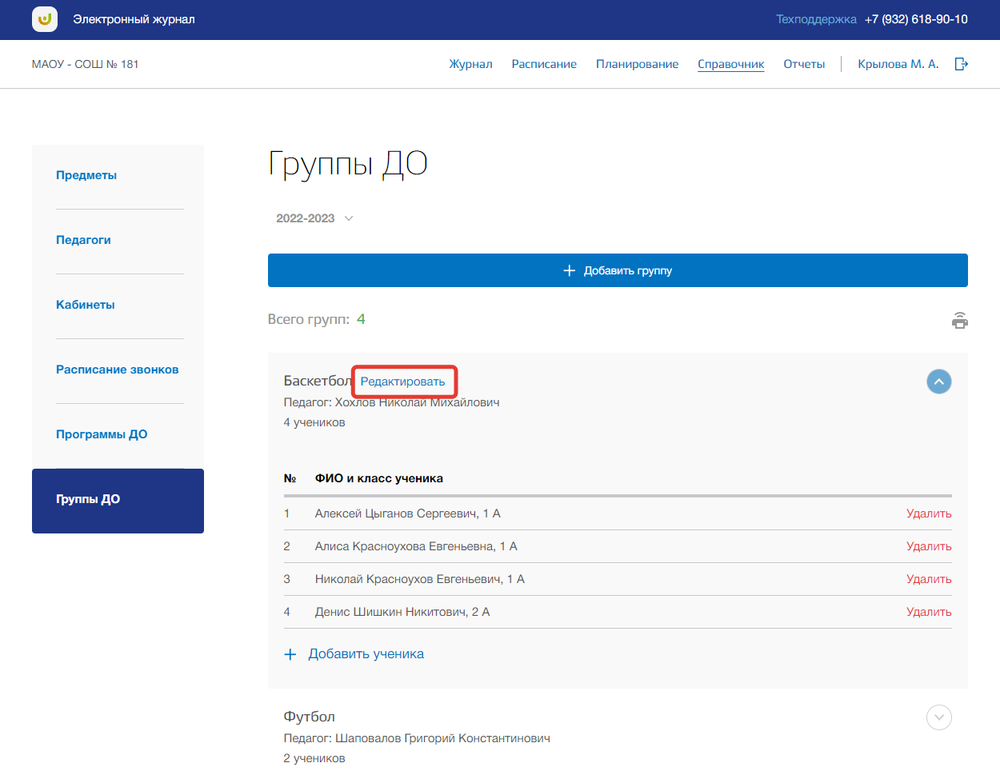 Электронный журнал
Техподдержка +7 (932) 618-90-10
МАОУ - СОШ № 181
Журнал Расписание Планирование Справочник Отчеты Крылова М. А.
Предметы
Педагоги
Кабинеты
Расписание звонков
Программы ДО
Группы ДО
Группы ДО
2022-2023
Добавить группу
Всего групп: 4
Баскетбол Редактировать
Педагог: Хохлов Николай Михайлович
4 учеников
№ ФИО и класс ученика
1 Алексей Цыганов Сергеевич, 1 А Удалить
2 Алиса Красноухова Евгеньевна, 1 А Удалить
3 Николай Красноухов Евгеньевич, 1 А Удалить
4 Денис Шишкин Никитович, 2 А Удалить
Добавить ученика
Футбол
Педагог: Шаповалов Григорий Константинович
2 учеников